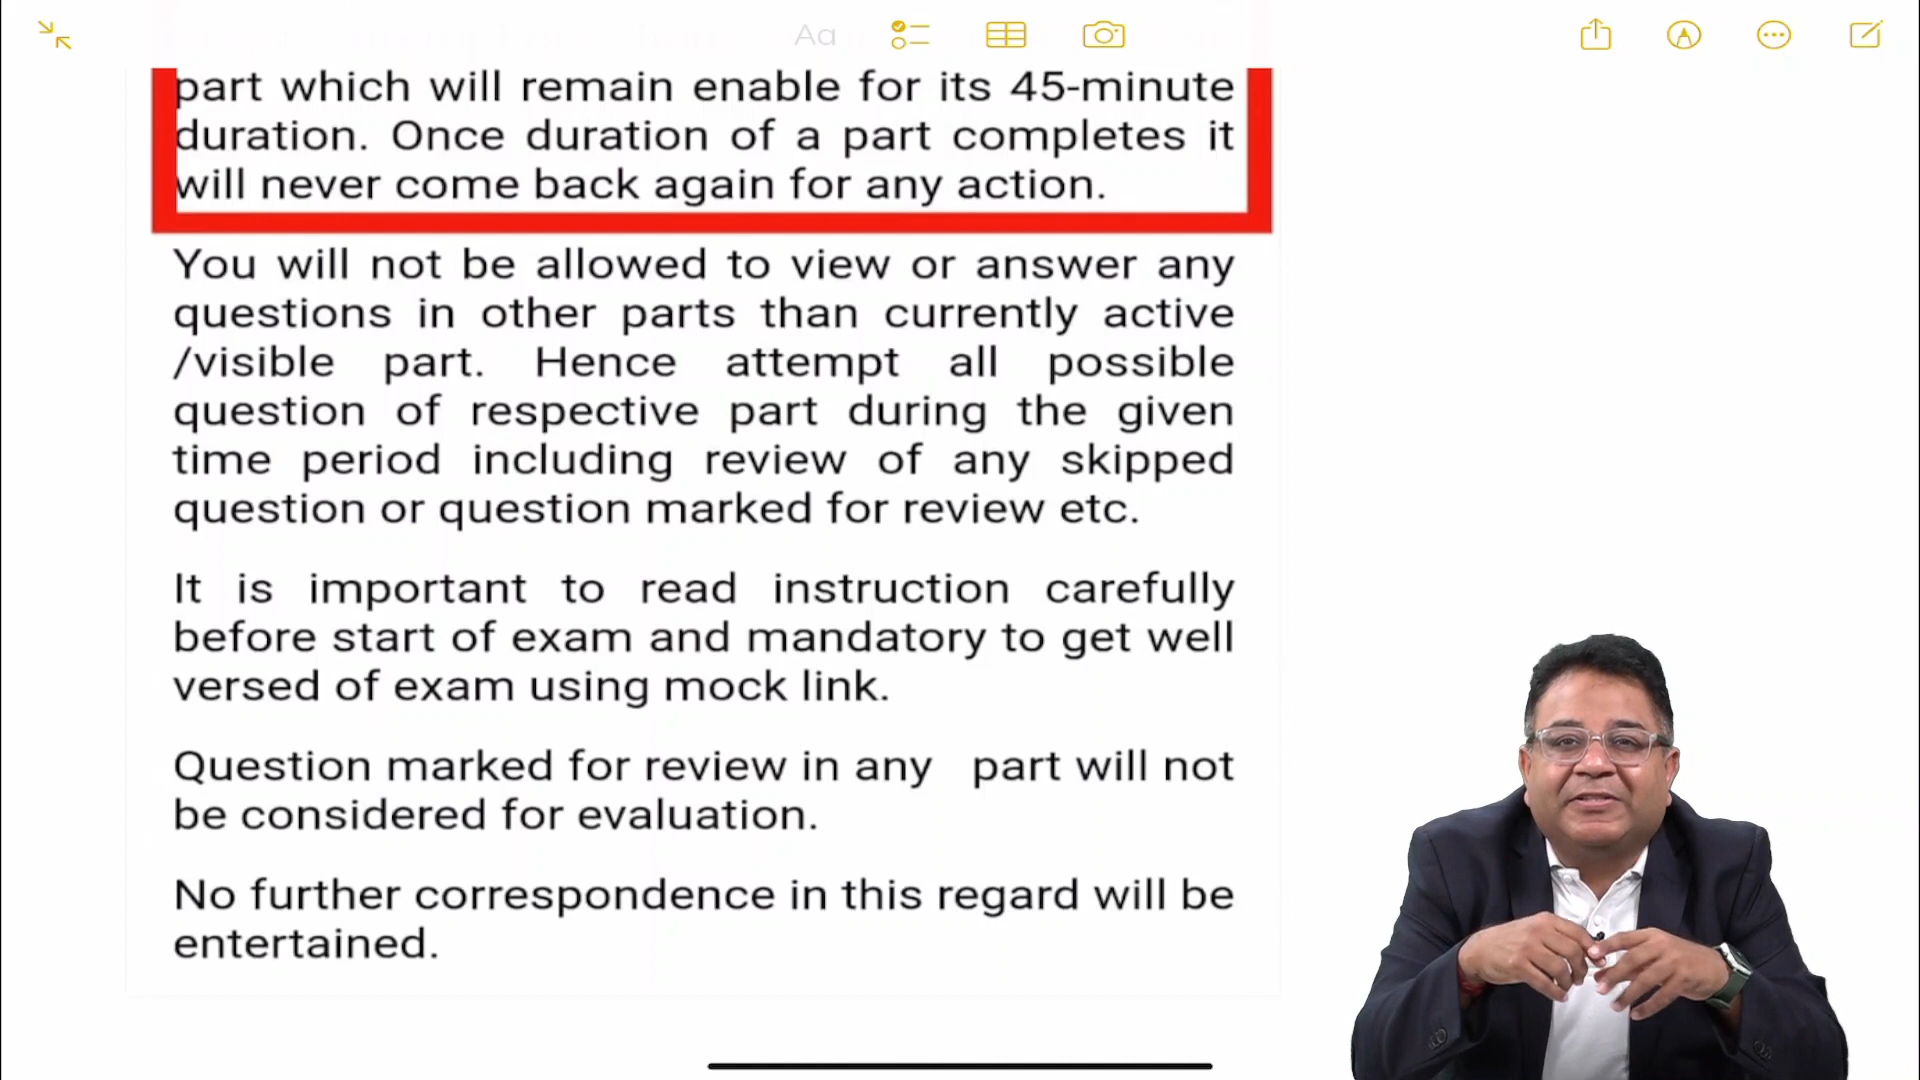 Aa
part which will remain enable for its 45-minute
duration. Once duration of a part completes it
will never come back again for any action.
You will not be allowed to view or answer any
questions in other parts than currently active
/visible part. Hence attempt all possible
question of respective part during the given
time period including review of any skipped
question or question marked for review etc.
It is important to read instruction carefully
before start of exam and mandatory to get well
versed of exam using mock link.
Question marked for review in any part will not
be considered for evaluation.
No further correspondence in this regard will be
entertained.